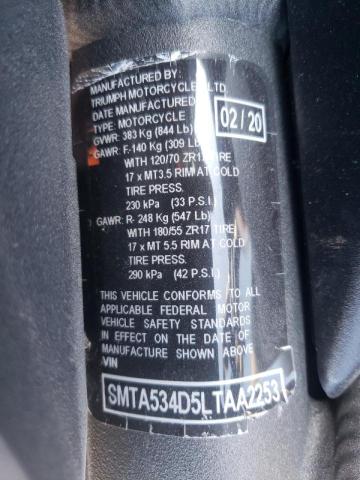 MANUFACTURED BY:
TRIUMPH MOTORCYCLE LTD.
DATE MANUFACTURED 02/20
TYPE: MOTORCYCLE
GVWR: 383 Kg (844 Lb)
GAWR: F-140 Kg (309 Lb)
WITH 120/70 ZR17 TIRE
17 x MT3.5 RIM AT COLD
TIRE PRESS.
230 kPa (33 P.S.I.)
GAWR: R- 248 Kg (547 Lb)
WITH 180/55 ZR17 TIRE
17 x MT 5.5 RIM AT COLD
TIRE PRESS.
290 kPa (42 P.S.I.)
THIS VEHICLE CONFORMS TO ALL
APPLICABLE FEDERAL MOTOR
VEHICLE SAFETY STANDARDS
IN EFFECT ON THE DATE OF
MANUFACTURE SHOWN ABOVE
VIN
SMTA534D5LTAA2253